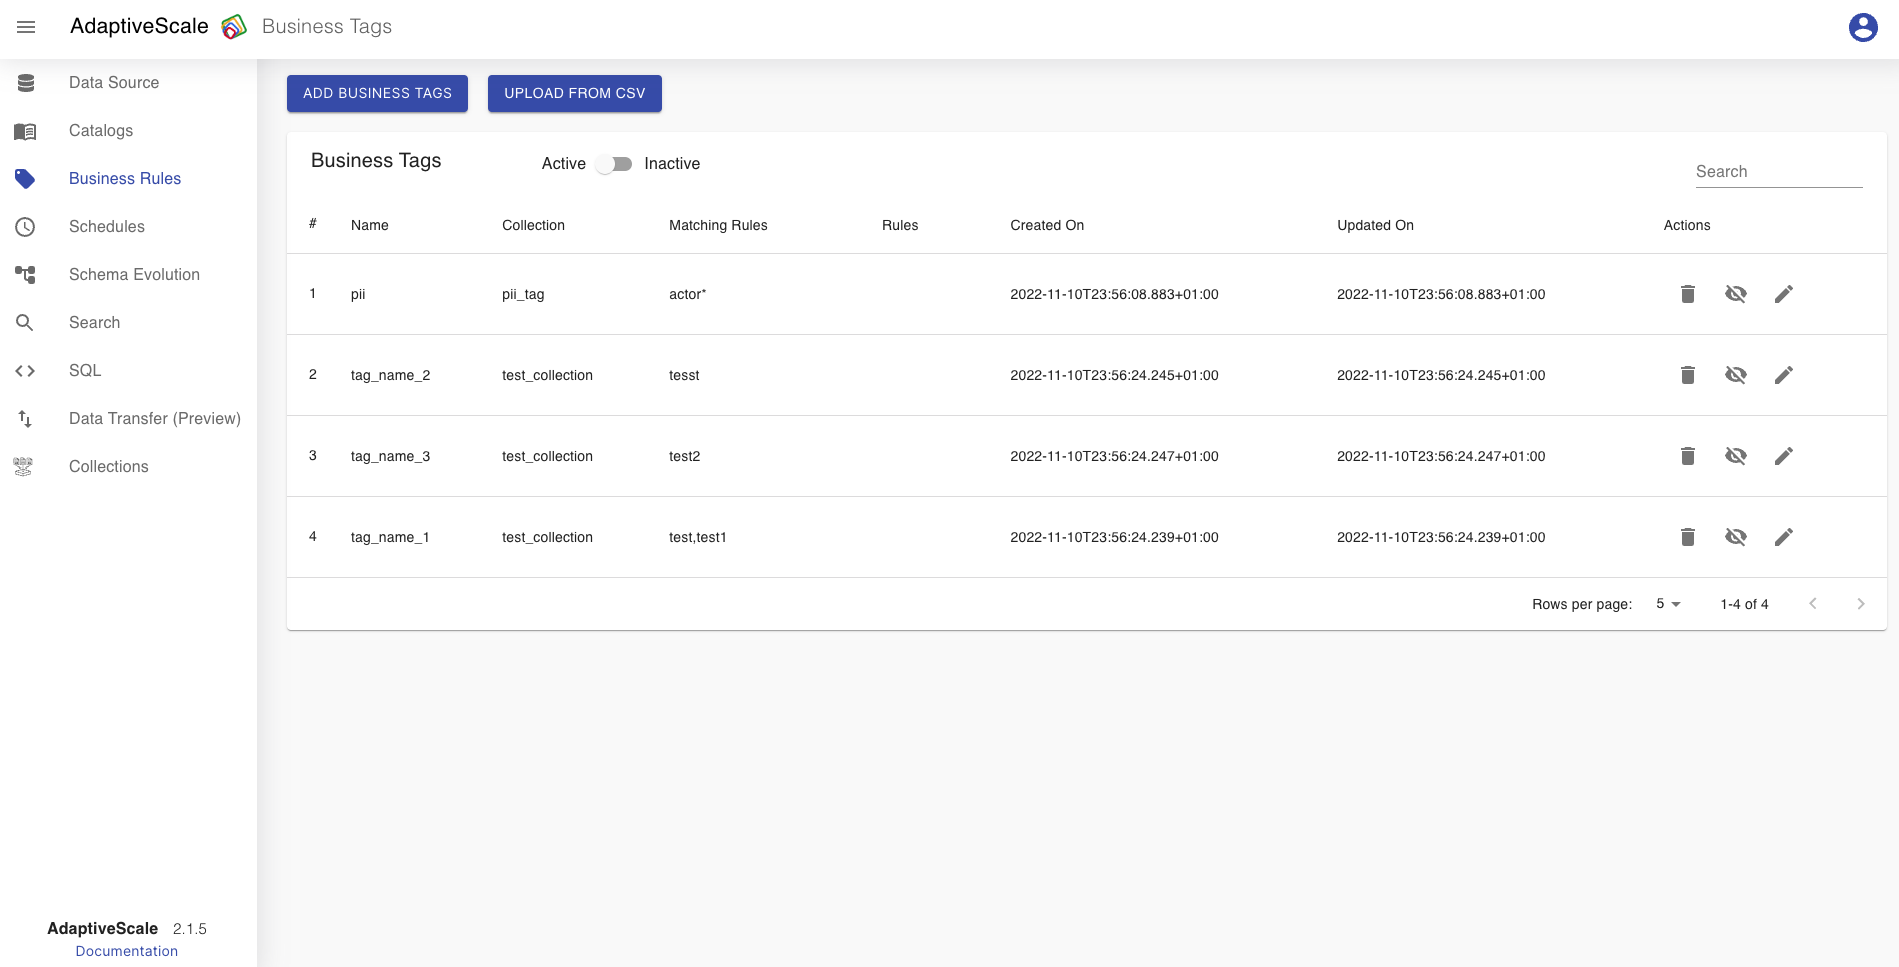 AdaptiveScale Business Tags
Data Source
Catalogs
Business Rules
Schedules
Schema Evolution
Search
SQL
Data Transfer (Preview)
Collections
AdaptiveScale 2.1.5
Documentation
ADD BUSINESS TAGS UPLOAD FROM CSV
Business Tags Active Inactive Search
# Name Collection Matching Rules Rules Created On Updated On Actions
1 pii pii_tag actor* 2022-11-10T23:56:08.883+01:00 2022-11-10T23:56:08.883+01:00
2 tag_name_2 test_collection tesst 2022-11-10T23:56:24.245+01:00 2022-11-10T23:56:24.245+01:00
3 tag_name_3 test_collection test2 2022-11-10T23:56:24.247+01:00 2022-11-10T23:56:24.247+01:00
4 tag_name_1 test_collection test,test1 2022-11-10T23:56:24.239+01:00 2022-11-10T23:56:24.239+01:00
Rows per page: 5 1-4 of 4